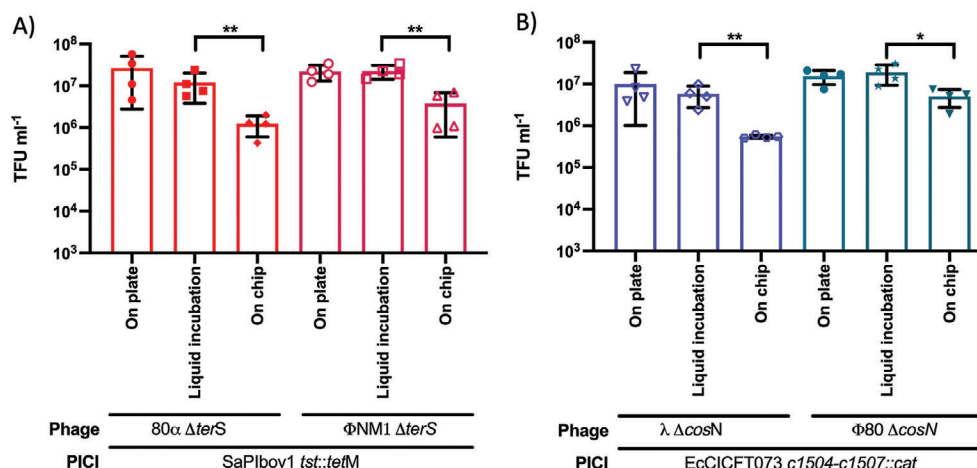 A)
B)
**
**
**
*
TFU ml⁻¹
10⁸
10⁷
10⁶
10⁵
10⁴
10³
On plate
Liquid incubation
On chip
On plate
Liquid incubation
On chip
Phage
80α ΔterS
ΦNM1 ΔterS
PICI
SaPIbov1 tst::tetM
TFU ml⁻¹
10⁸
10⁷
10⁶
10⁵
10⁴
10³
On plate
Liquid incubation
On chip
On plate
Liquid incubation
On chip
Phage
λ ΔcosN
Φ80 ΔcosN
PICI
EcCICFT073 c1504-c1507::cat